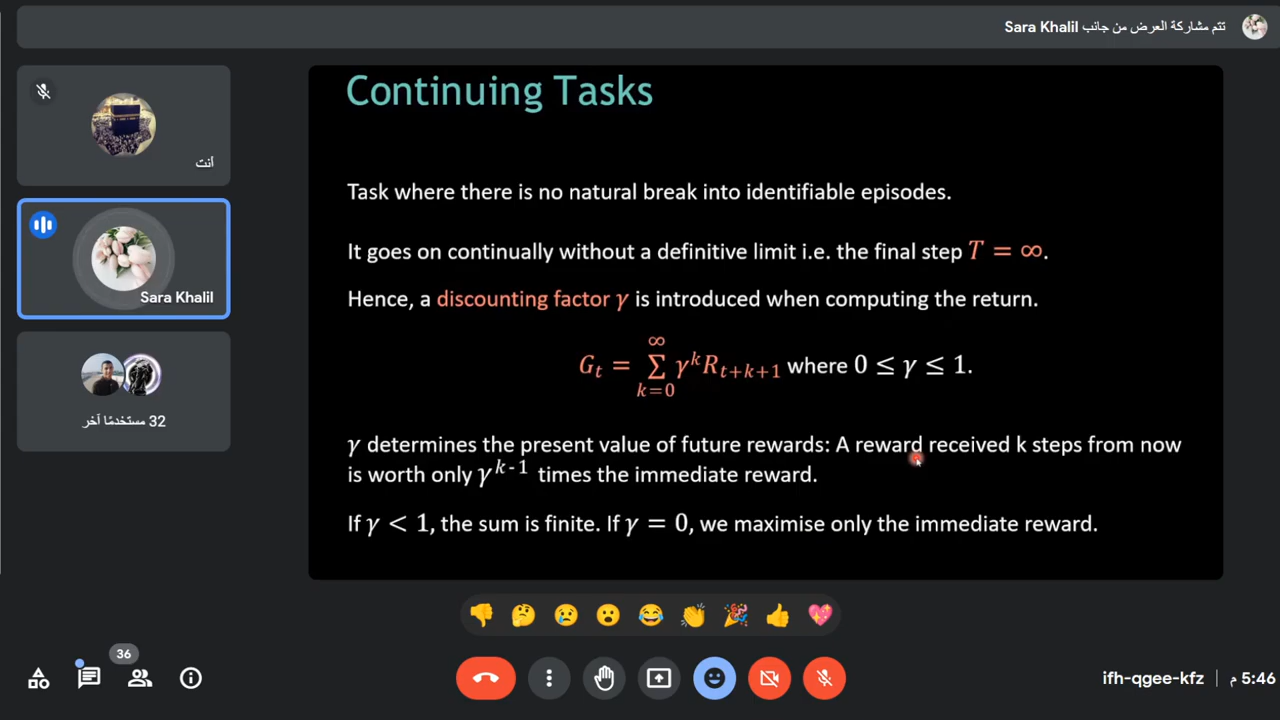 تتم مشاركة العرض من جانب Sara Khalil
أنت
Sara Khalil
32 مستخدمًا آخر
Continuing Tasks
Task where there is no natural break into identifiable episodes.
It goes on continually without a definitive limit i.e. the final step T = ∞.
Hence, a discounting factor γ is introduced when computing the return.
G_t = ∑_{k=0}^{∞} γ^k R_{t+k+1} where 0 ≤ γ ≤ 1.
γ determines the present value of future rewards: A reward received k steps from now
is worth only γ^{k-1} times the immediate reward.
If γ < 1, the sum is finite. If γ = 0, we maximise only the immediate reward.
36
ifh-qgee-kfz | 5:46 م